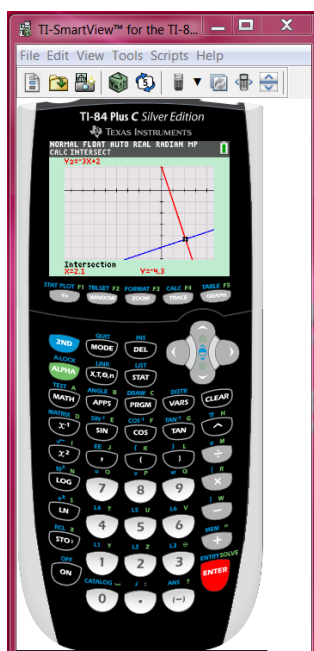 TI-SmartView™ for the TI-8...
File Edit View Tools Scripts Help
TI-84 Plus C Silver Edition
TEXAS INSTRUMENTS
NORMAL FLOAT AUTO REAL RADIAN MP
CALC INTERSECT
Y2=-3X+2
Intersection
X=2.1 Y=-4.3
STAT PLOT F1 TBLSET F2 FORMAT F3 CALC F4 TABLE F5
Y= WINDOW ZOOM TRACE GRAPH
QUIT INS
2ND MODE DEL
A-LOCK LINK LIST
ALPHA X,T,θ,n STAT
TEST A ANGLE B DRAW C DISTR
MATH APPS PRGM VARS CLEAR
MATRIX D SIN⁻¹ E COS⁻¹ F TAN⁻¹ G π H
x⁻¹ SIN COS TAN ^
√ I EE J { K } L e M
x² , ( ) ÷
10ˣ N u O v P w Q [ R
LOG 7 8 9 ×
eˣ S L4 T L5 U L6 V ] W
LN 4 5 6 −
RCL X L1 Y L2 Z L3 θ MEM "
STO› 1 2 3 +
OFF CATALOG i : ANS ? ENTRY SOLVE
ON 0 . (−) ENTER